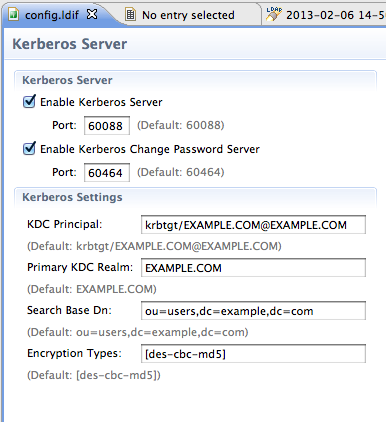 config.ldif
No entry selected
LDAP
2013-02-06 14-5
Kerberos Server
Kerberos Server
Enable Kerberos Server
Port: 60088 (Default: 60088)
Enable Kerberos Change Password Server
Port: 60464 (Default: 60464)
Kerberos Settings
KDC Principal: krbtgt/EXAMPLE.COM@EXAMPLE.COM
(Default: krbtgt/EXAMPLE.COM@EXAMPLE.COM)
Primary KDC Realm: EXAMPLE.COM
(Default: EXAMPLE.COM)
Search Base Dn: ou=users,dc=example,dc=com
(Default: ou=users,dc=example,dc=com)
Encryption Types: [des-cbc-md5]
(Default: [des-cbc-md5])